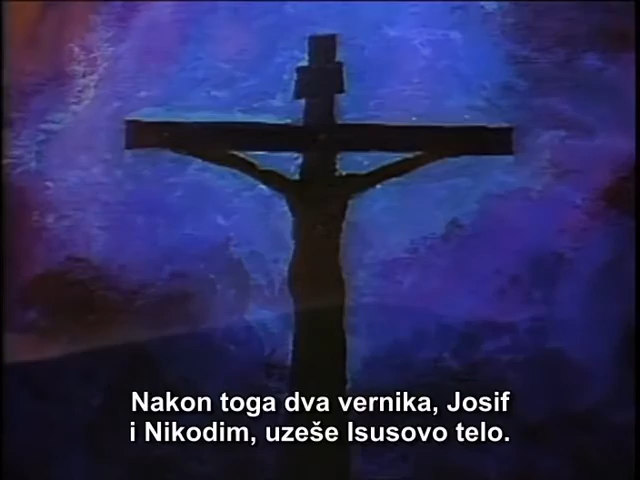 Nakon toga dva vernika, Josif
i Nikodim, uzeše Isusovo telo.